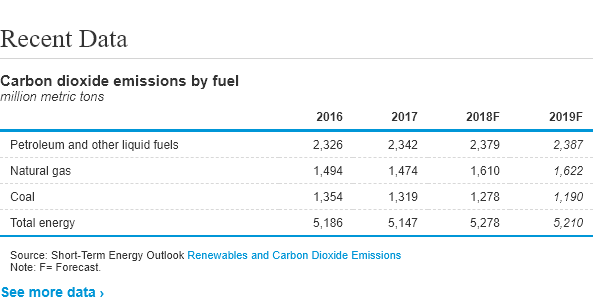 Recent Data
Carbon dioxide emissions by fuel
million metric tons
2016 2017 2018F 2019F
Petroleum and other liquid fuels 2,326 2,342 2,379 2,387
Natural gas 1,494 1,474 1,610 1,622
Coal 1,354 1,319 1,278 1,190
Total energy 5,186 5,147 5,278 5,210
Source: Short-Term Energy Outlook Renewables and Carbon Dioxide Emissions
Note: F= Forecast.
See more data ›